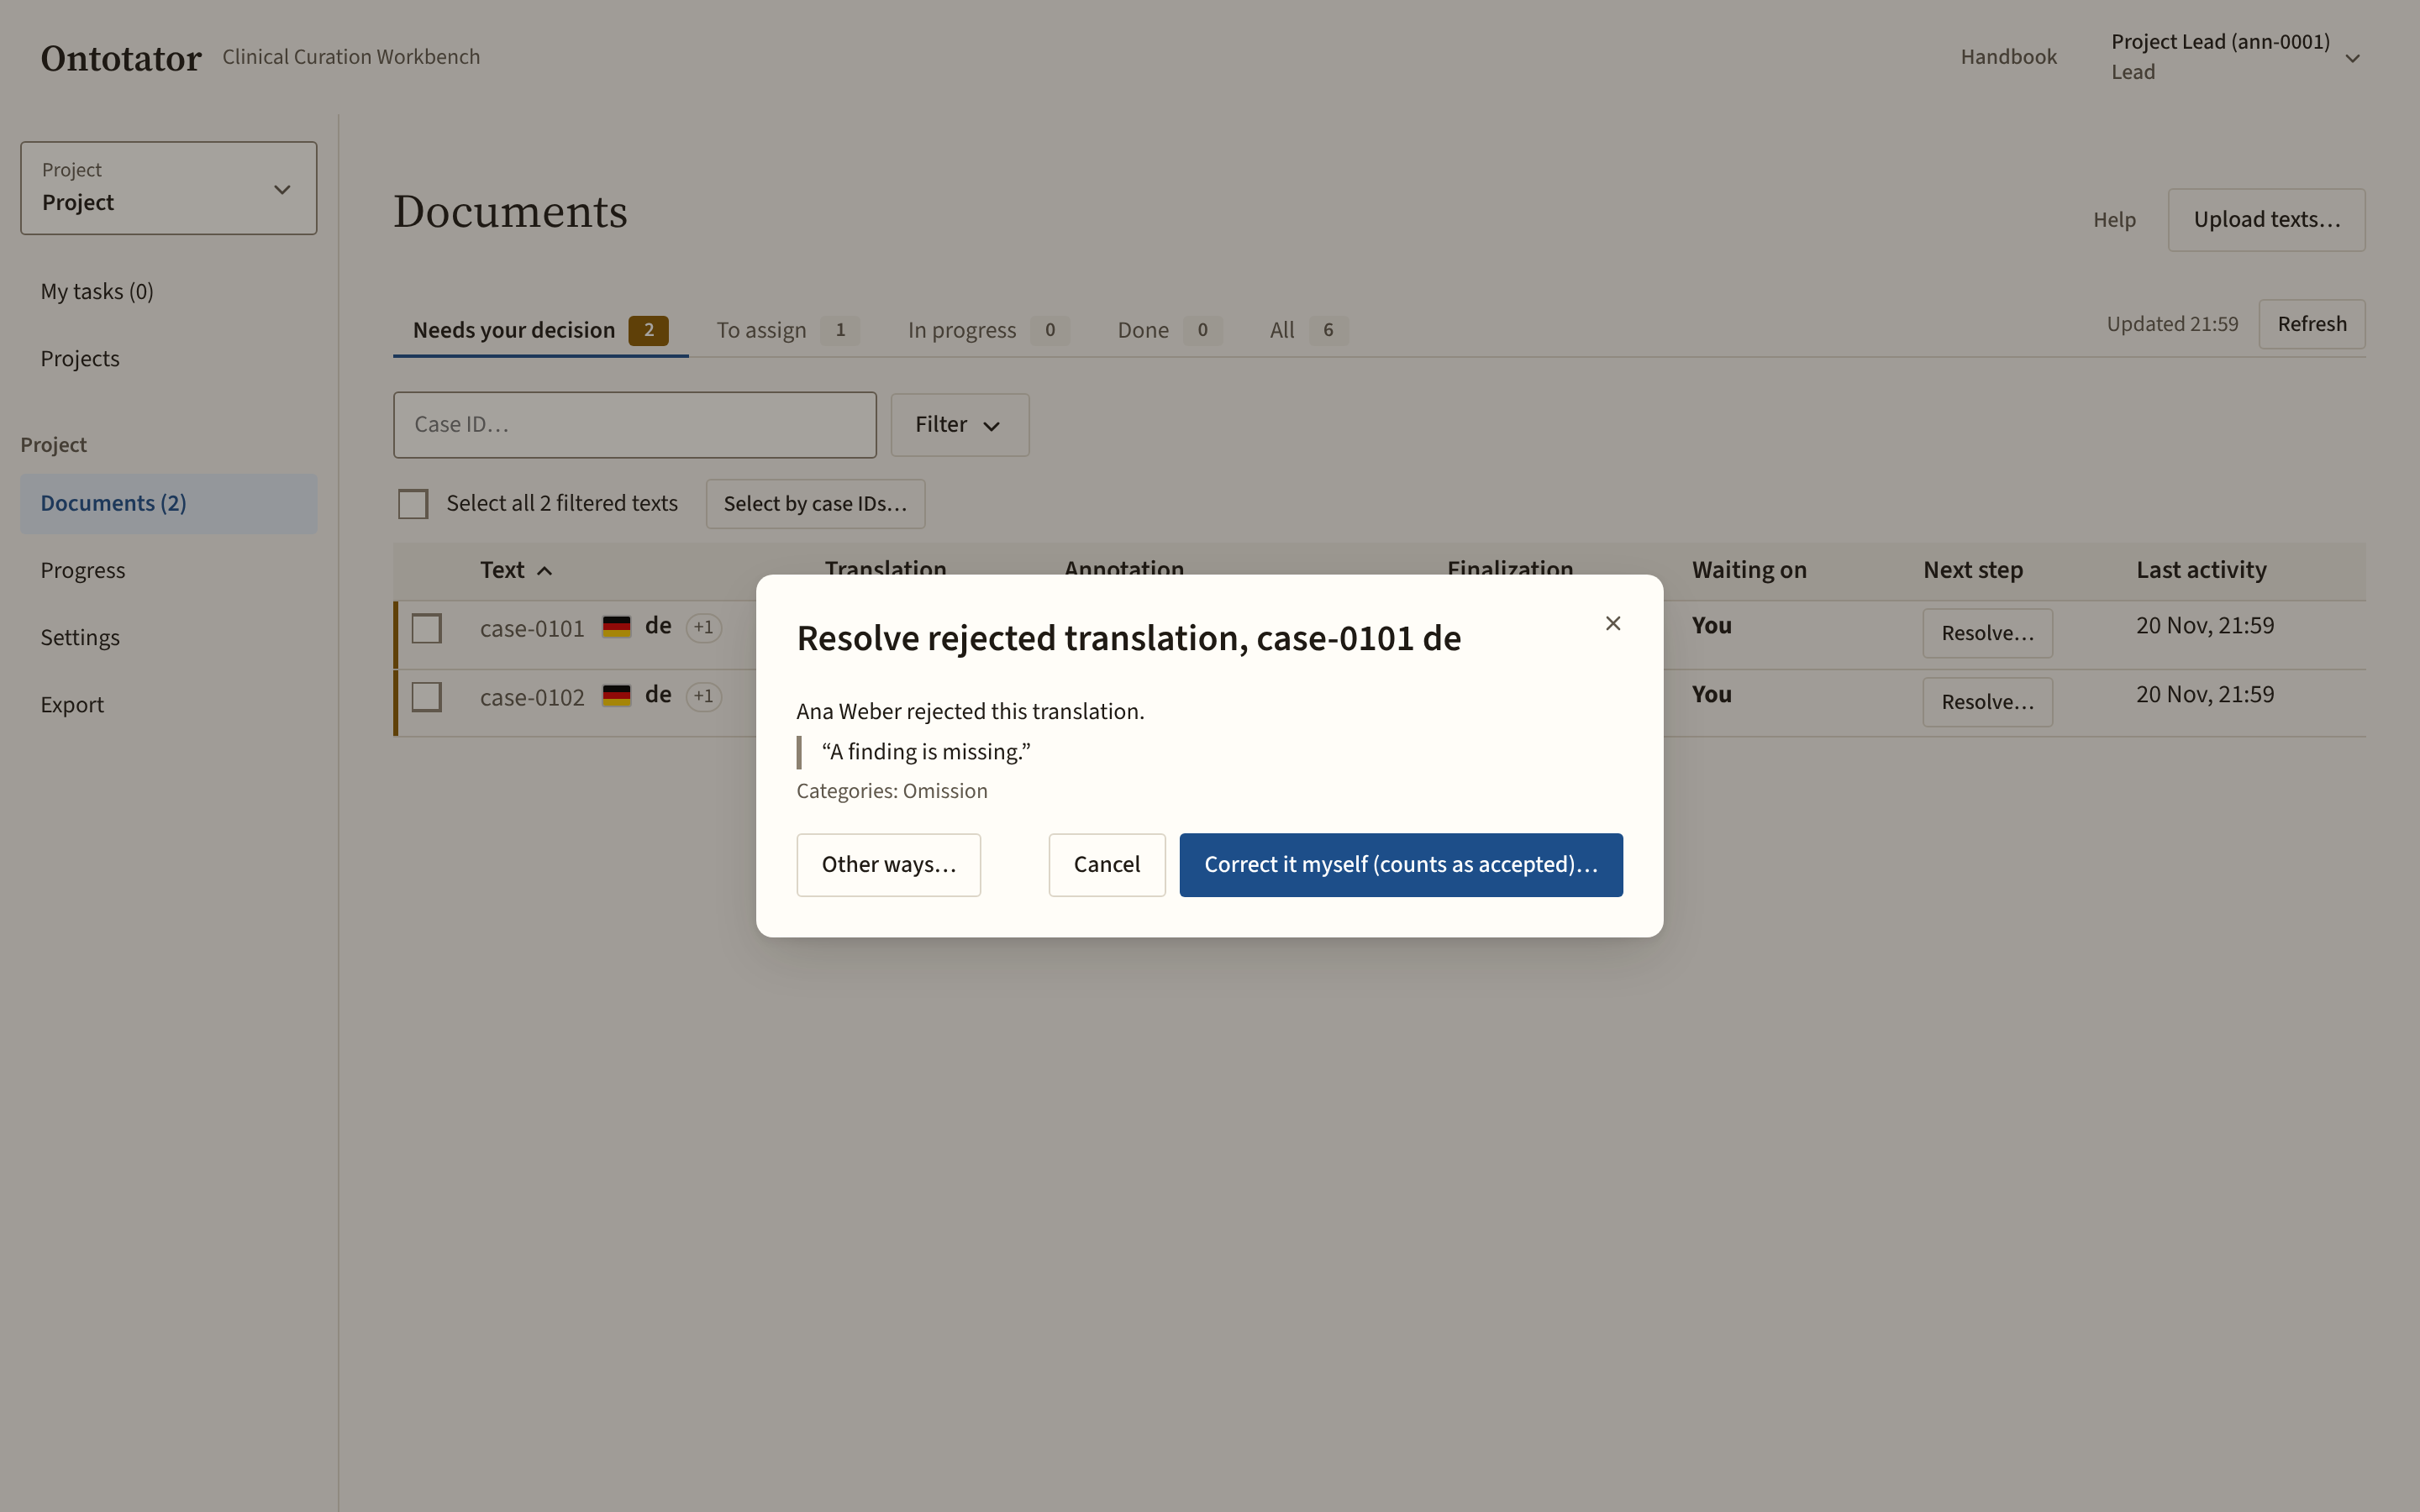 Ontotator Clinical Curation Workbench
Handbook
Project Lead (ann-0001)
Lead
Project
Project
My tasks (0)
Projects
Project
Documents (2)
Progress
Settings
Export
Documents
Help
Upload texts…
Needs your decision 2
To assign 1
In progress 0
Done 0
All 6
Updated 21:59
Refresh
Case ID…
Filter
Select all 2 filtered texts
Select by case IDs…
Text Translation Annotation Finalization Waiting on Next step Last activity
case-0101 de +1 You Resolve… 20 Nov, 21:59
case-0102 de +1 You Resolve… 20 Nov, 21:59
Resolve rejected translation, case-0101 de
Ana Weber rejected this translation.
“A finding is missing.”
Categories: Omission
Other ways…
Cancel
Correct it myself (counts as accepted)…